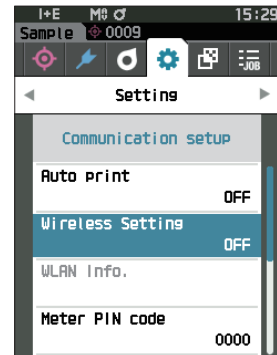 I+E M0 15:29
Sample 0009
JOB
Setting
Communication setup
Auto print
OFF
Wireless Setting
OFF
WLAN Info.
Meter PIN code
0000